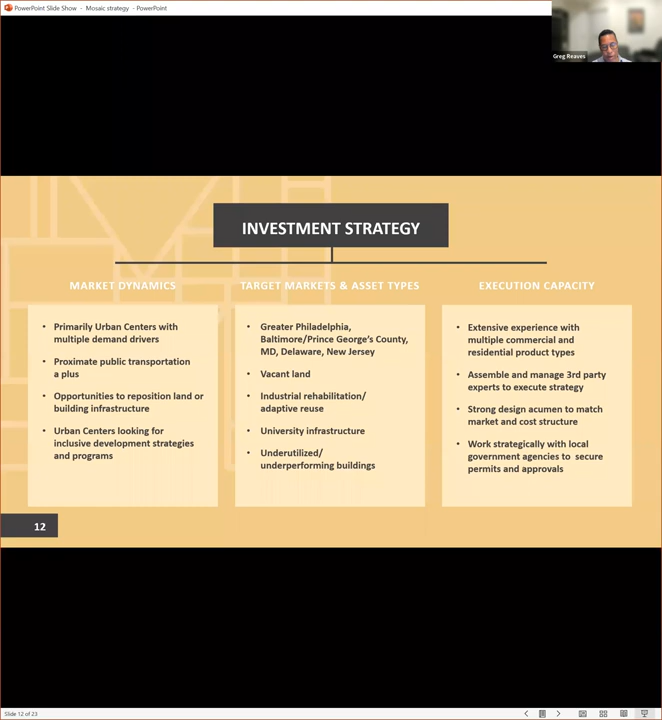 PowerPoint Slide Show - Mosaic strategy - PowerPoint
Greg Reaves
INVESTMENT STRATEGY
MARKET DYNAMICS
• Primarily Urban Centers with
multiple demand drivers
• Proximate public transportation
a plus
• Opportunities to reposition land or
building infrastructure
• Urban Centers looking for
inclusive development strategies
and programs
TARGET MARKETS & ASSET TYPES
• Greater Philadelphia,
Baltimore/Prince George's County,
MD, Delaware, New Jersey
• Vacant land
• Industrial rehabilitation/
adaptive reuse
• University infrastructure
• Underutilized/
underperforming buildings
EXECUTION CAPACITY
• Extensive experience with
multiple commercial and
residential product types
• Assemble and manage 3rd party
experts to execute strategy
• Strong design acumen to match
market and cost structure
• Work strategically with local
government agencies to secure
permits and approvals
12
Slide 12 of 23